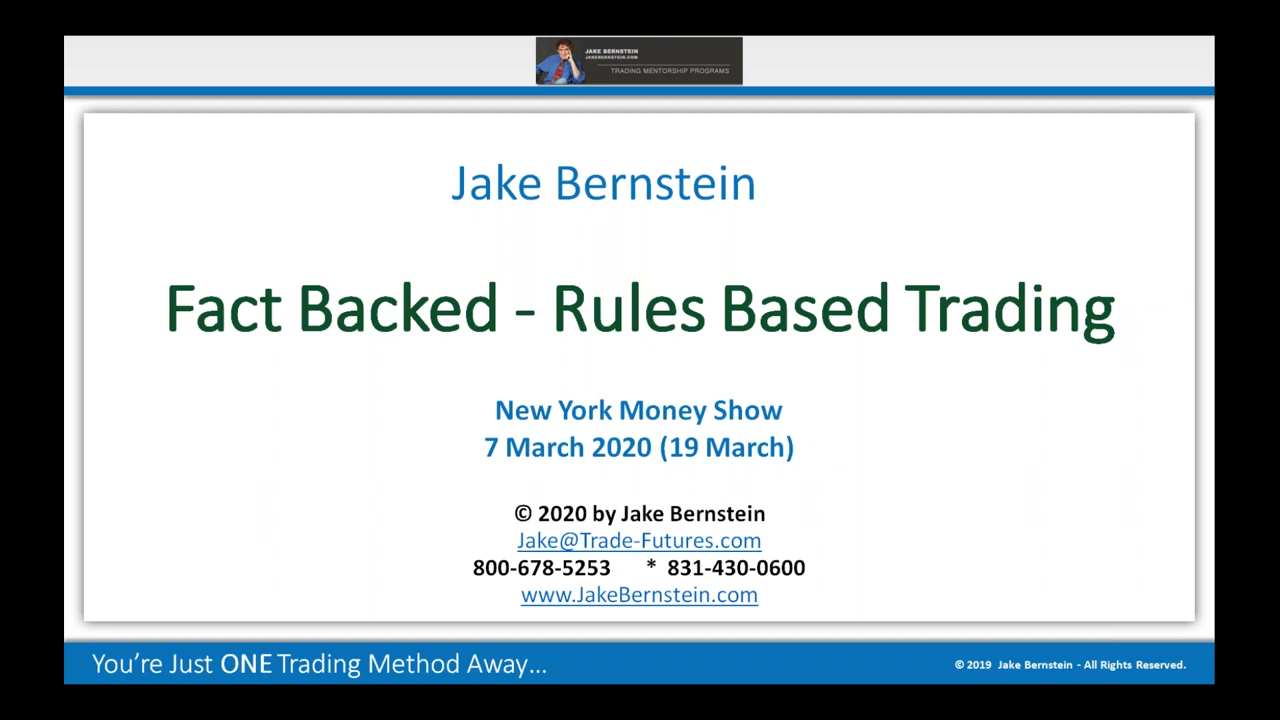 JAKE BERNSTEIN
JAKEBERNSTEIN.COM
TRADING MENTORSHIP PROGRAMS
Jake Bernstein
Fact Backed - Rules Based Trading
New York Money Show
7 March 2020 (19 March)
© 2020 by Jake Bernstein
Jake@Trade-Futures.com
800-678-5253 * 831-430-0600
www.JakeBernstein.com
You're Just ONE Trading Method Away...
© 2019 Jake Bernstein - All Rights Reserved.